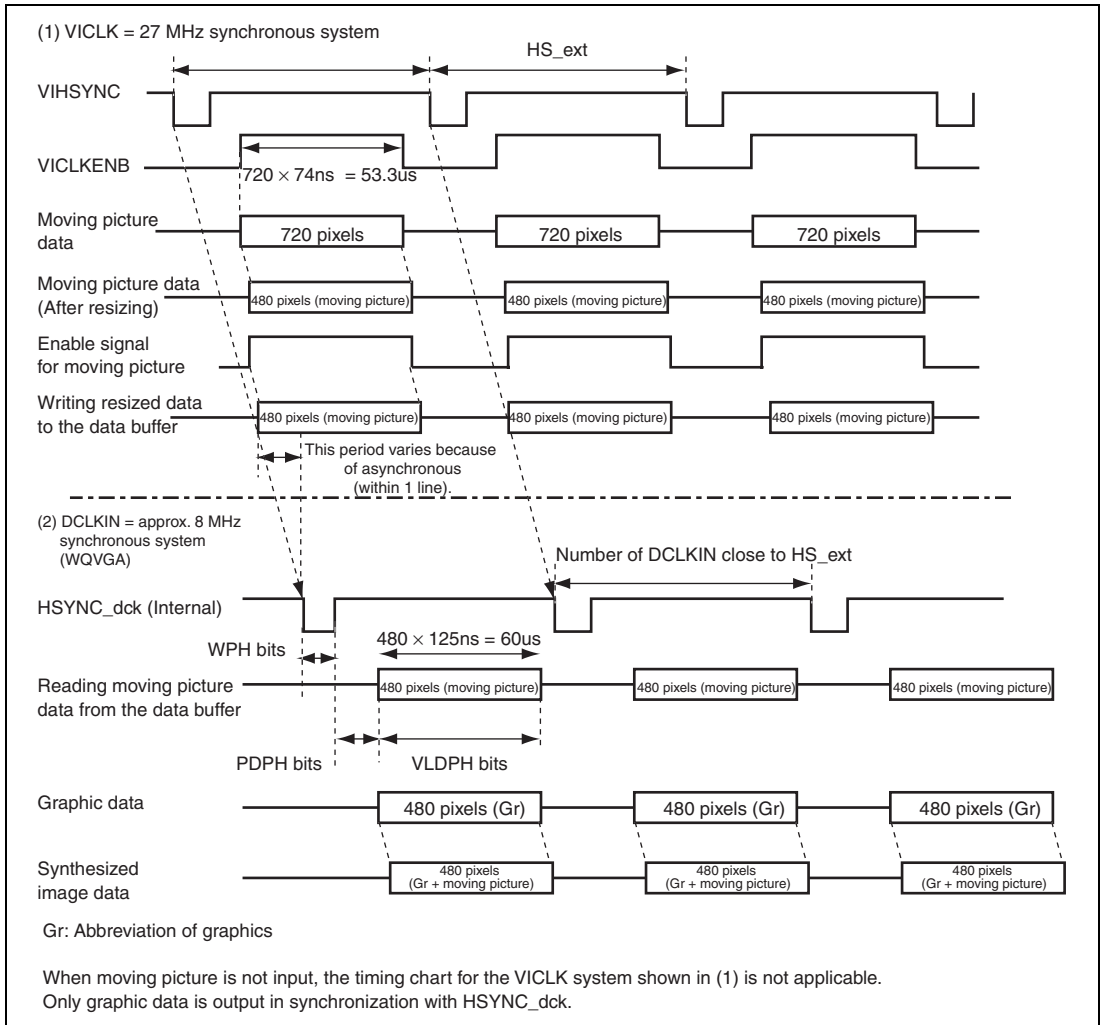 (1) VICLK = 27 MHz synchronous system
HS_ext
VIHSYNC
VICLKENB
720 × 74ns = 53.3us
Moving picture
data
720 pixels
720 pixels
720 pixels
Moving picture data
(After resizing)
480 pixels (moving picture)
480 pixels (moving picture)
480 pixels (moving picture)
Enable signal
for moving picture
Writing resized data
to the data buffer
480 pixels (moving picture)
480 pixels (moving picture)
480 pixels (moving picture)
This period varies because
of asynchronous
(within 1 line).
(2) DCLKIN = approx. 8 MHz
synchronous system
(WQVGA)
Number of DCLKIN close to HS_ext
HSYNC_dck (Internal)
WPH bits
480 × 125ns = 60us
Reading moving picture
data from the data buffer
480 pixels (moving picture)
480 pixels (moving picture)
480 pixels (moving picture)
PDPH bits
VLDPH bits
Graphic data
480 pixels (Gr)
480 pixels (Gr)
480 pixels (Gr)
Synthesized
image data
480 pixels
(Gr + moving picture)
480 pixels
(Gr + moving picture)
480 pixels
(Gr + moving picture)
Gr: Abbreviation of graphics
When moving picture is not input, the timing chart for the VICLK system shown in (1) is not applicable.
Only graphic data is output in synchronization with HSYNC_dck.